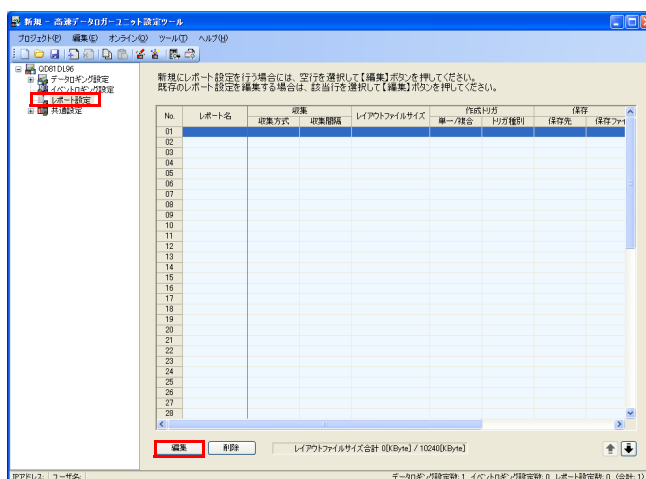 新規 - 高速データロガーユニット設定ツール
プロジェクト(P) 編集(E) オンライン(O) ツール(T) ヘルプ(H)
QD81DL96
データロギング設定
イベントロギング設定
レポート設定
共通設定
新規にレポート設定を行う場合には、空行を選択して【編集】ボタンを押してください。
既存のレポート設定を編集する場合は、該当行を選択して【編集】ボタンを押してください。
No. レポート名 収集 レイアウトファイルサイズ 作成トリガ 保存
収集方式 収集間隔 単一/複合 トリガ種別 保存先 保存ファイ
01
02
03
04
05
06
07
08
09
10
11
12
13
14
15
16
17
18
19
20
21
22
23
24
25
26
27
28
編集 削除 レイアウトファイルサイズ合計 0[KByte] / 10240[KByte]
IPアドレス: ユーザ名: データロギング設定数: 1 イベントロギング設定数: 0 レポート設定数: 0 (合計: 1)